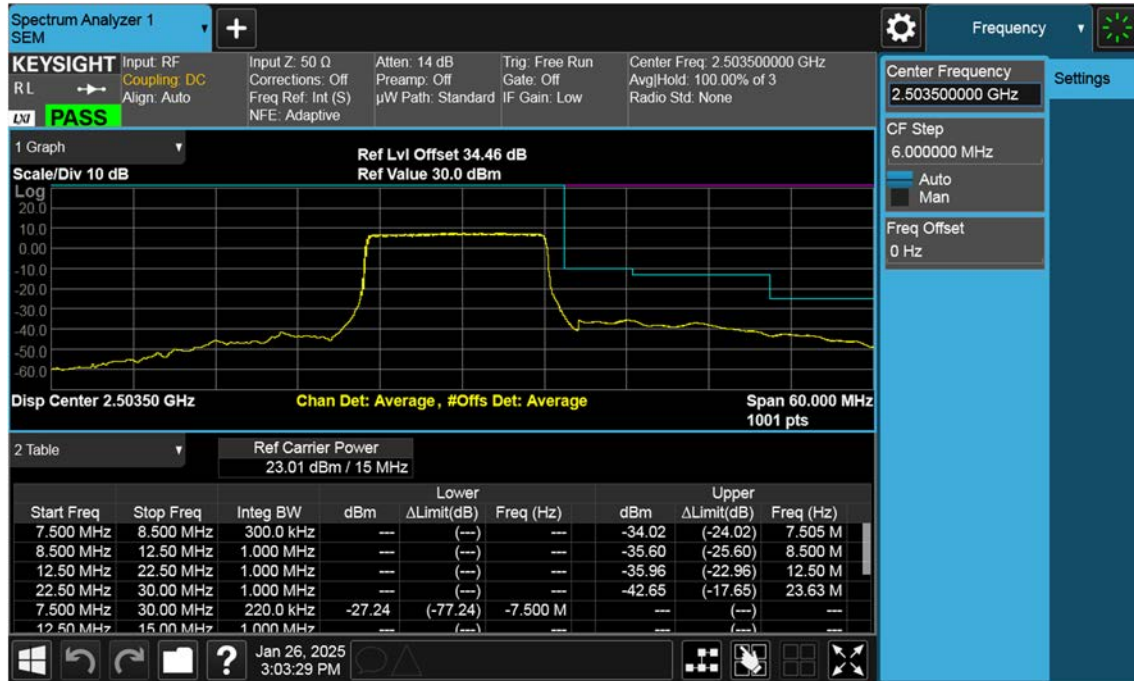 Spectrum Analyzer 1
SEM
+
Frequency
KEYSIGHT
R L
LXI
PASS
Input: RF
Coupling: DC
Align: Auto
Input Z: 50 Ω
Corrections: Off
Freq Ref: Int (S)
NFE: Adaptive
Atten: 14 dB
Preamp: Off
µW Path: Standard
Trig: Free Run
Gate: Off
IF Gain: Low
Center Freq: 2.503500000 GHz
Avg|Hold: 100.00% of 3
Radio Std: None
Center Frequency
2.503500000 GHz
Settings
CF Step
6.000000 MHz
Auto
Man
Freq Offset
0 Hz
1 Graph
Scale/Div 10 dB
Ref Lvl Offset 34.46 dB
Ref Value 30.0 dBm
Log
20.0
10.0
0.00
-10.0
-20.0
-30.0
-40.0
-50.0
-60.0
Disp Center 2.50350 GHz
Chan Det: Average, #Offs Det: Average
Span 60.000 MHz
1001 pts
2 Table
Ref Carrier Power
23.01 dBm / 15 MHz
Lower Upper
Start Freq Stop Freq Integ BW dBm ΔLimit(dB) Freq (Hz) dBm ΔLimit(dB) Freq (Hz)
7.500 MHz 8.500 MHz 300.0 kHz --- (---) --- -34.02 (-24.02) 7.505 M
8.500 MHz 12.50 MHz 1.000 MHz --- (---) --- -35.60 (-25.60) 8.500 M
12.50 MHz 22.50 MHz 1.000 MHz --- (---) --- -35.96 (-22.96) 12.50 M
22.50 MHz 30.00 MHz 1.000 MHz --- (---) --- -42.65 (-17.65) 23.63 M
7.500 MHz 30.00 MHz 220.0 kHz -27.24 (-77.24) -7.500 M --- (---) ---
12.50 MHz 15.00 MHz 1.000 MHz --- (---) --- --- (---) ---
?
Jan 26, 2025
3:03:29 PM